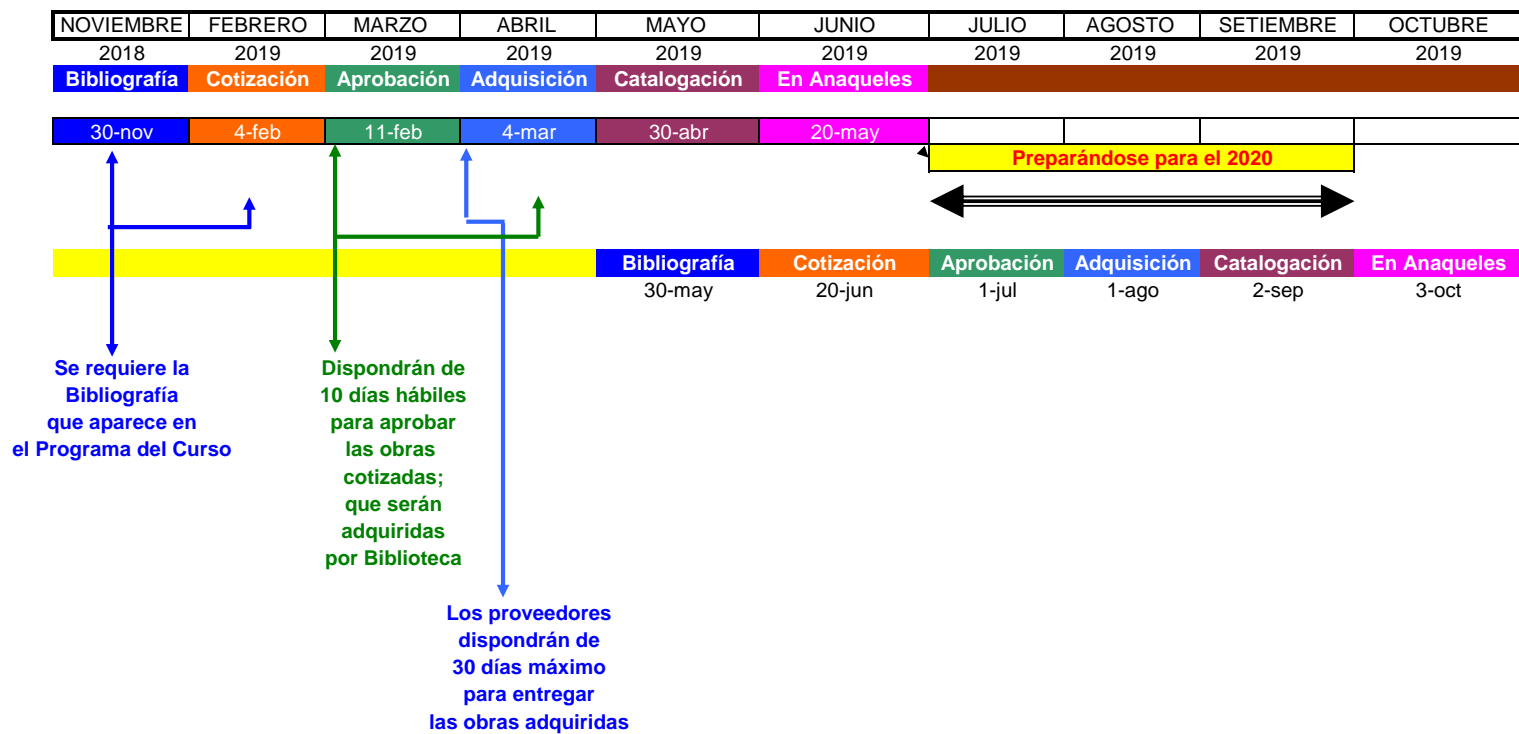 NOVIEMBRE FEBRERO MARZO ABRIL MAYO JUNIO JULIO AGOSTO SETIEMBRE OCTUBRE
2018 2019 2019 2019 2019 2019 2019 2019 2019 2019
Bibliografía Cotización Aprobación Adquisición Catalogación En Anaqueles
30-nov 4-feb 11-feb 4-mar 30-abr 20-may
Preparándose para el 2020
Bibliografía Cotización Aprobación Adquisición Catalogación En Anaqueles
30-may 20-jun 1-jul 1-ago 2-sep 3-oct
Se requiere la
Bibliografía
que aparece en
el Programa del Curso
Dispondrán de
10 días hábiles
para aprobar
las obras
cotizadas;
que serán
adquiridas
por Biblioteca
Los proveedores
dispondrán de
30 días máximo
para entregar
las obras adquiridas